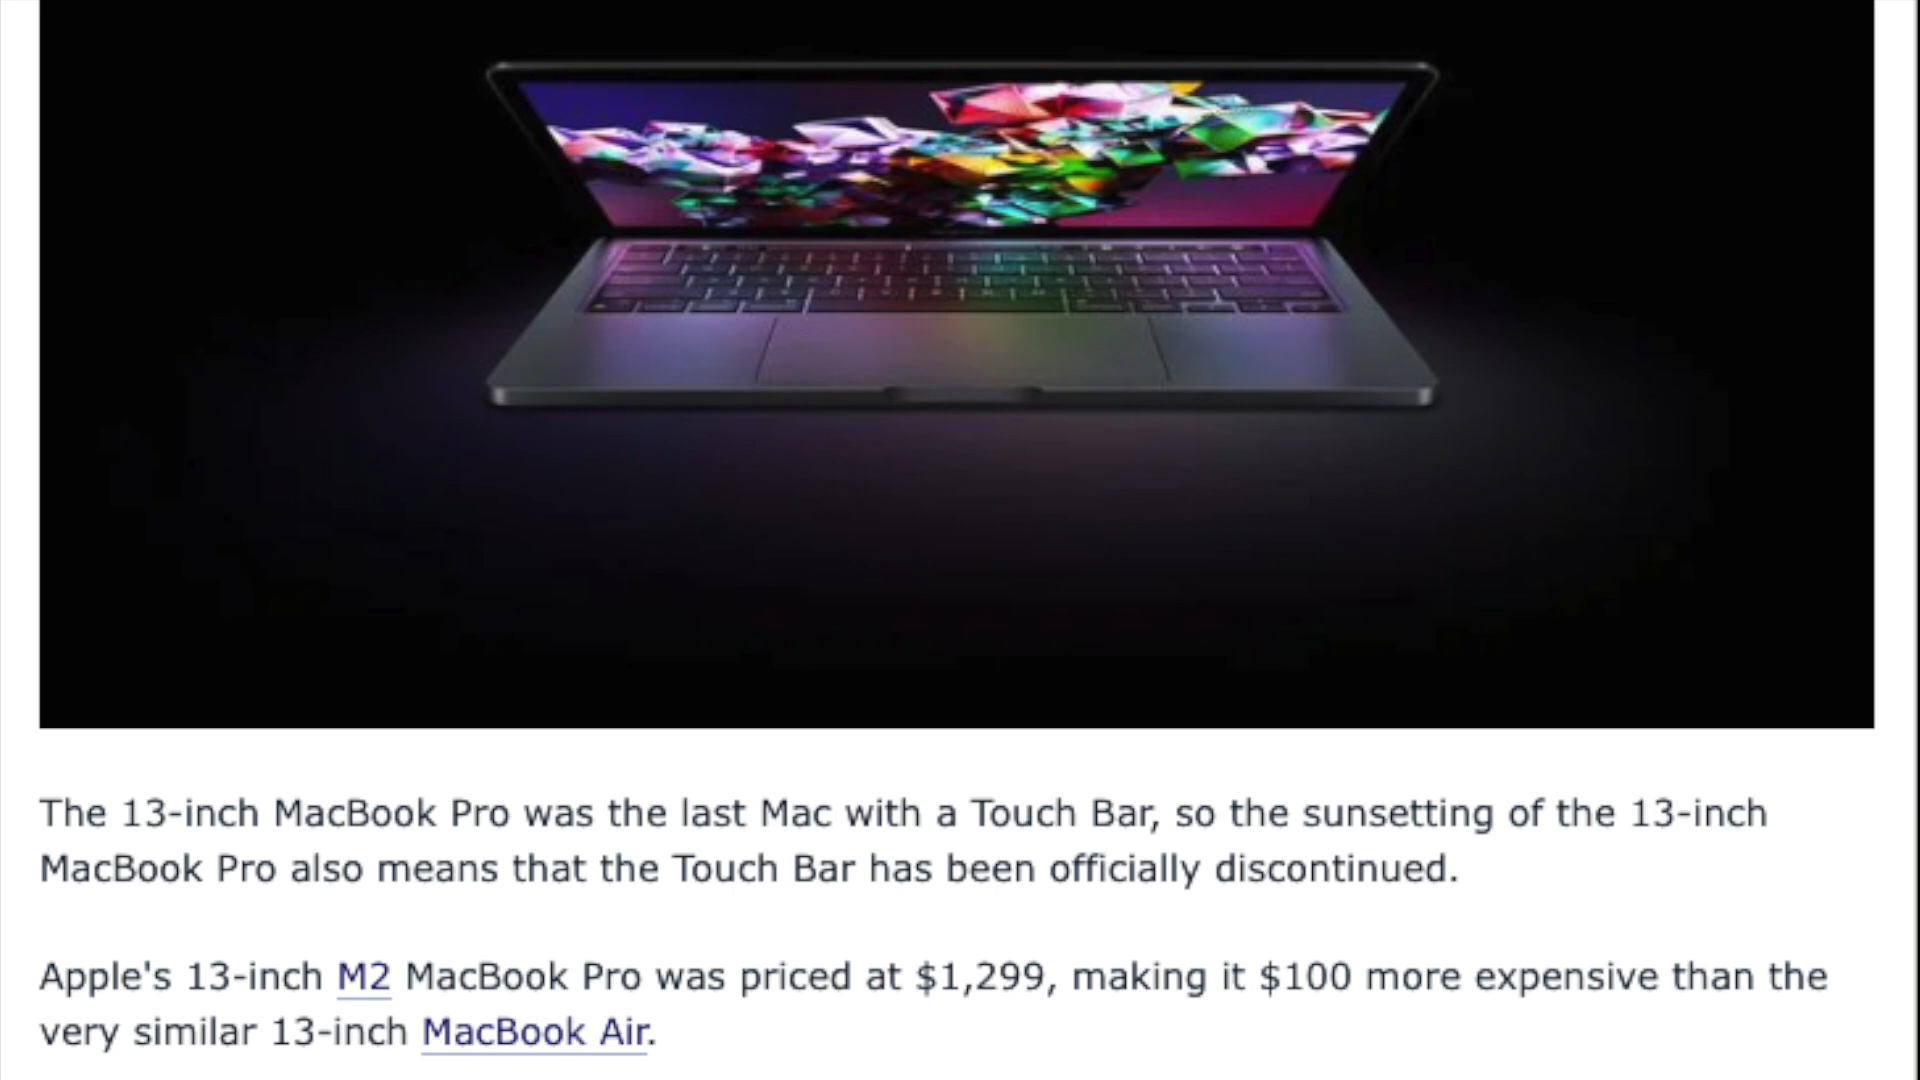 The 13-inch MacBook Pro was the last Mac with a Touch Bar, so the sunsetting of the 13-inch
MacBook Pro also means that the Touch Bar has been officially discontinued.
Apple's 13-inch M2 MacBook Pro was priced at $1,299, making it $100 more expensive than the
very similar 13-inch MacBook Air.